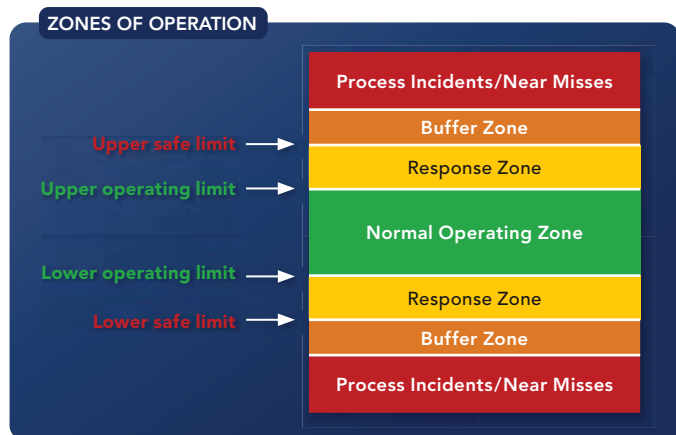 ZONES OF OPERATION
Process Incidents/Near Misses
Buffer Zone
Upper safe limit
Response Zone
Upper operating limit
Normal Operating Zone
Lower operating limit
Response Zone
Lower safe limit
Buffer Zone
Process Incidents/Near Misses